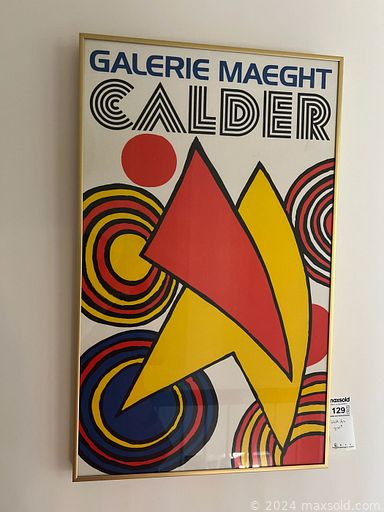 GALERIE MAEGHT
CALDER
maxsold
129
© 2024 maxsold.com